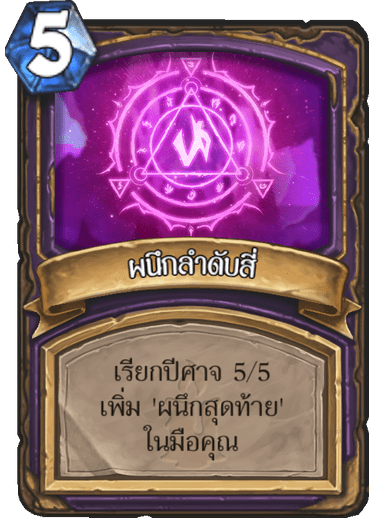 5
ผนึกลำดับสี่
เรียกปีศาจ 5/5
เพิ่ม 'ผนึกสุดท้าย'
ในมือคุณ